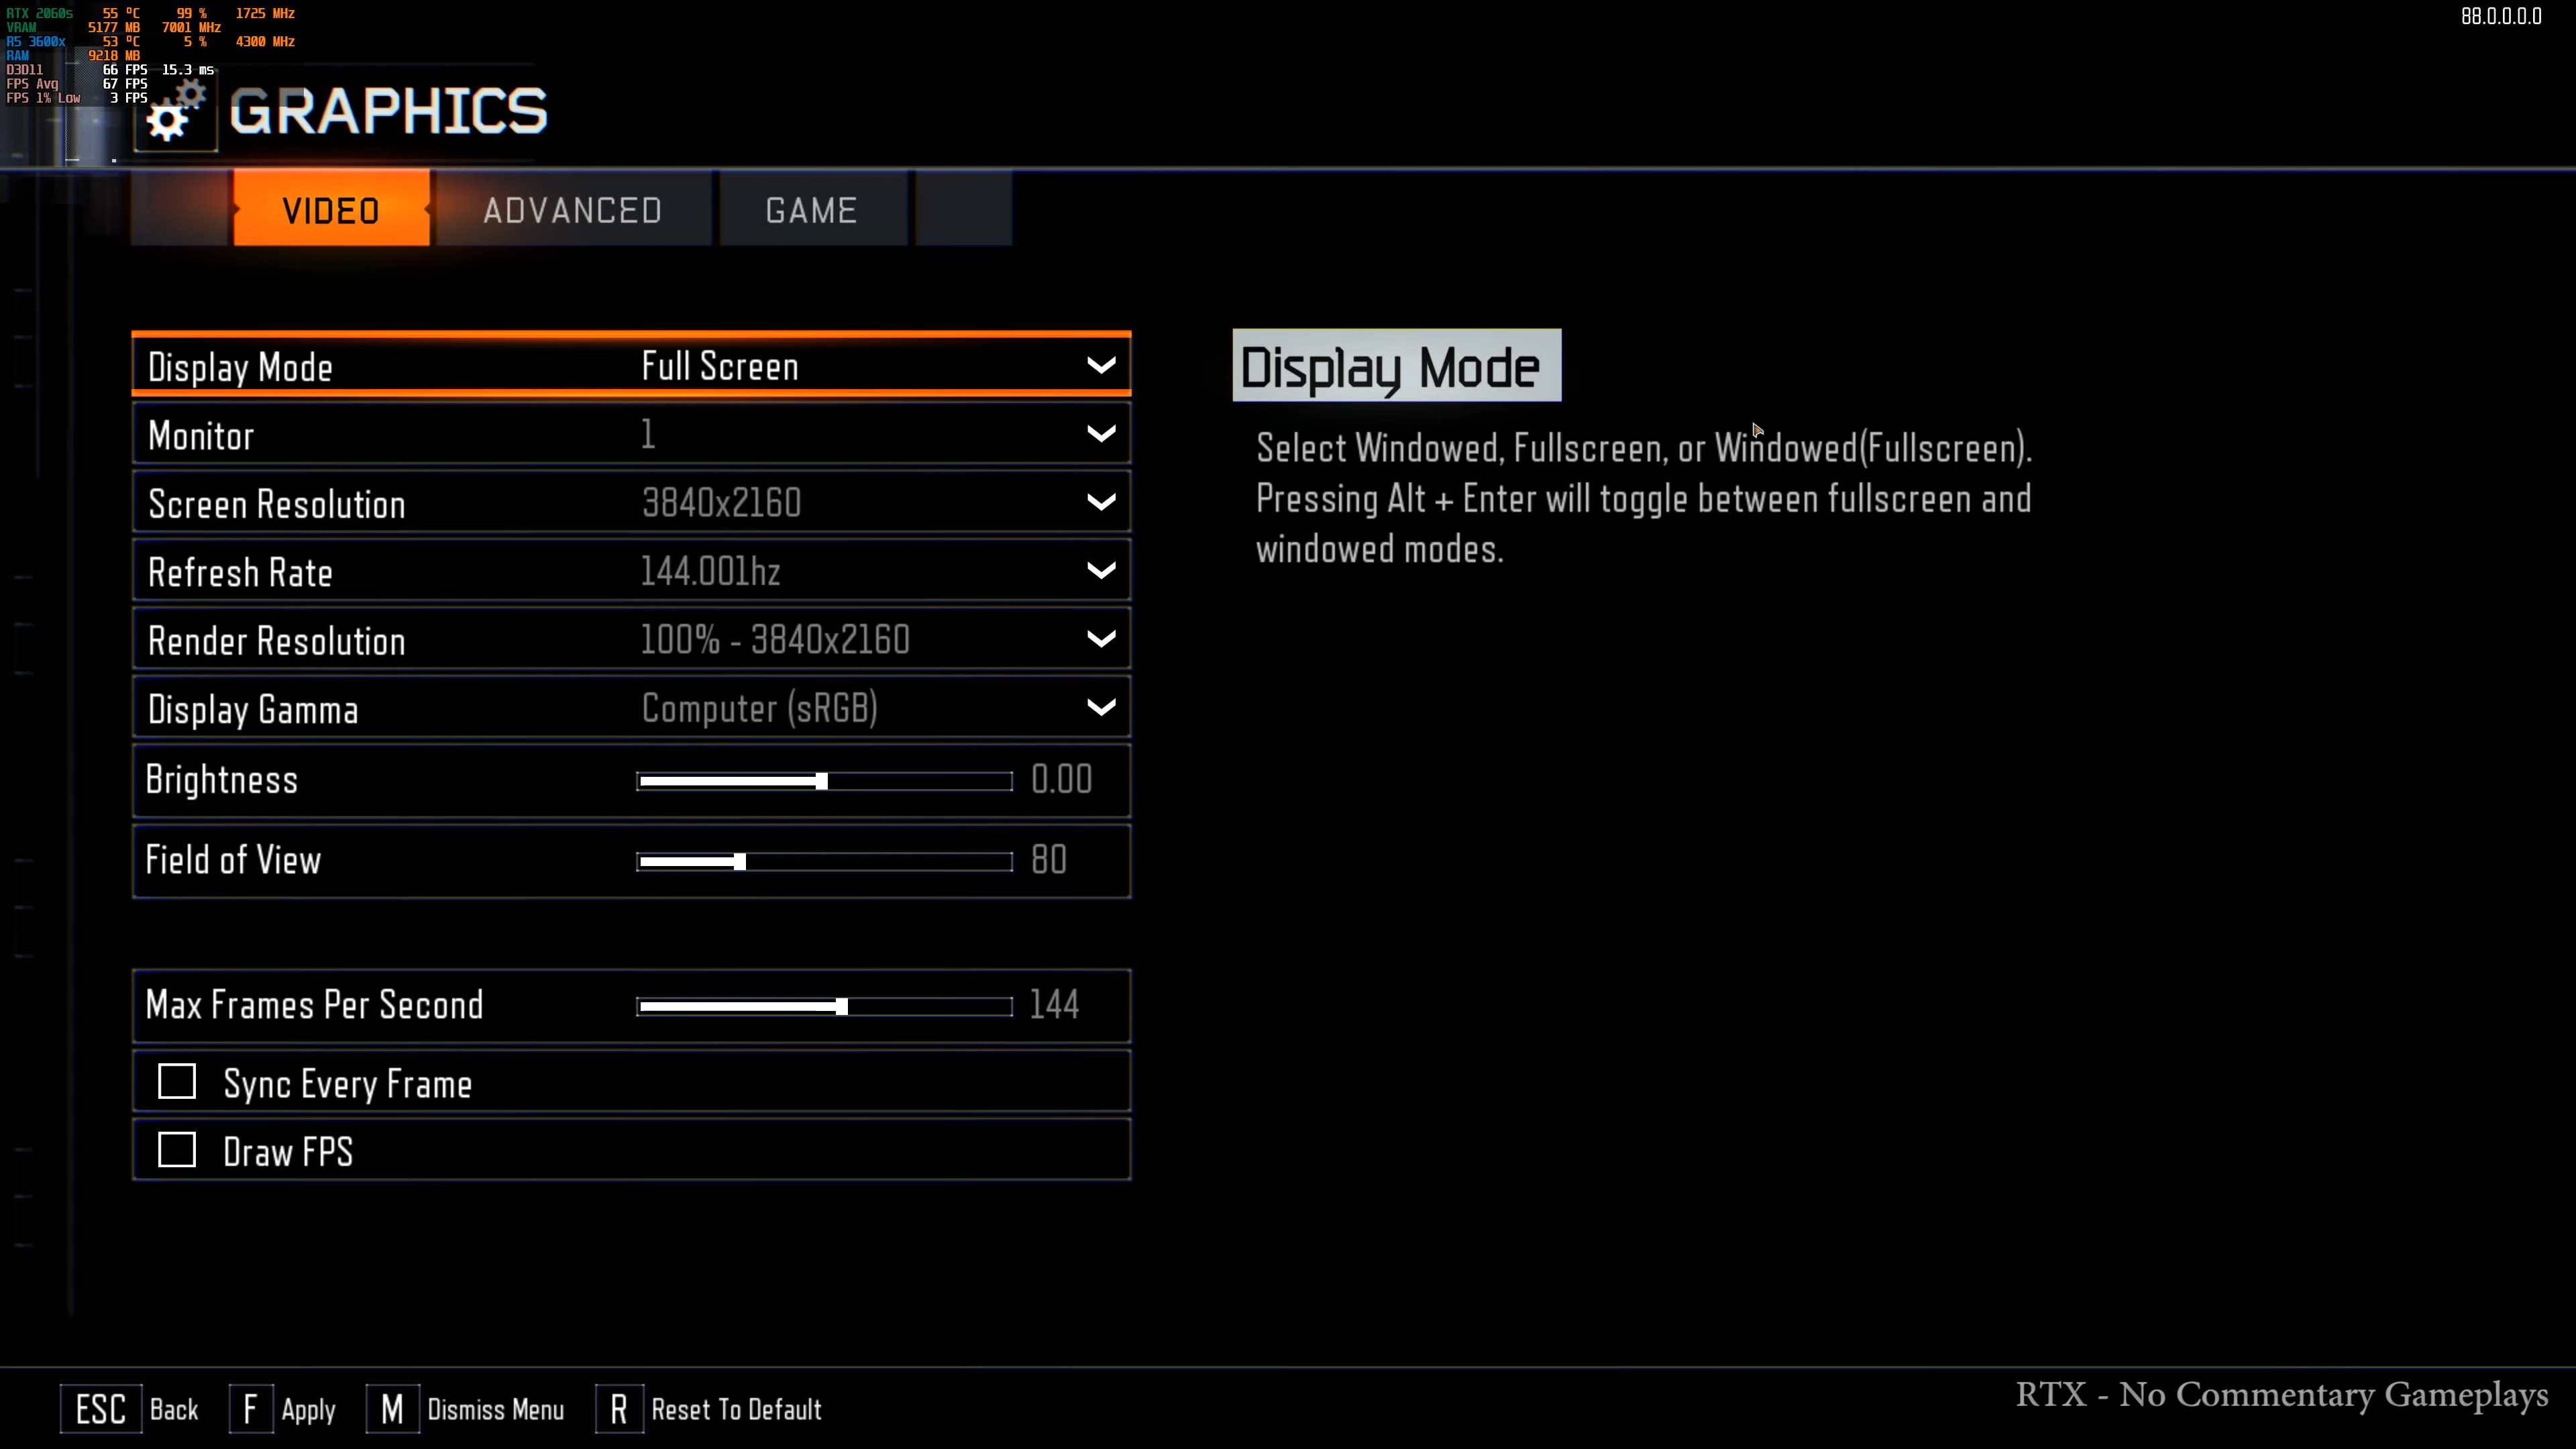 RTX 2060s 55 °C 99 % 1725 MHz
VRAM 5177 MB 7001 MHz
R5 3600x 53 °C 5 % 4300 MHz
RAM 9218 MB
D3D11 66 FPS 15.3 ms
FPS Avg 67 FPS
FPS 1% Low 3 FPS
88.0.0.0.0
GRAPHICS
VIDEO ADVANCED GAME
Display Mode Full Screen
Monitor 1
Screen Resolution 3840x2160
Refresh Rate 144.001hz
Render Resolution 100% - 3840x2160
Display Gamma Computer (sRGB)
Brightness 0.00
Field of View 80
Max Frames Per Second 144
Sync Every Frame
Draw FPS
Display Mode
Select Windowed, Fullscreen, or Windowed(Fullscreen).
Pressing Alt + Enter will toggle between fullscreen and
windowed modes.
ESC Back F Apply M Dismiss Menu R Reset To Default
RTX - No Commentary Gameplays